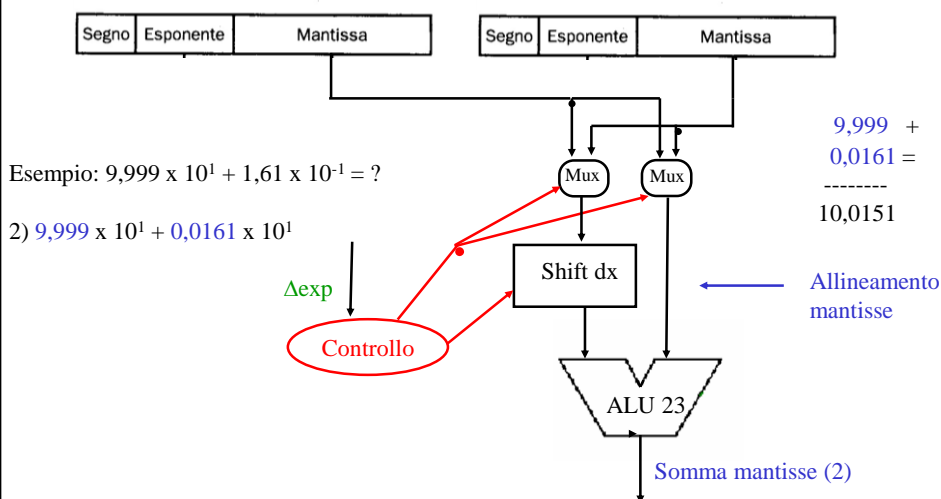 Segno Esponente Mantissa
Segno Esponente Mantissa
9,999 +
0,0161 =
--------
10,0151
Esempio: 9,999 x 10¹ + 1,61 x 10⁻¹ = ?
Mux Mux
2) 9,999 x 10¹ + 0,0161 x 10¹
Shift dx
Δexp
Allineamento
mantisse
Controllo
ALU 23
Somma mantisse (2)